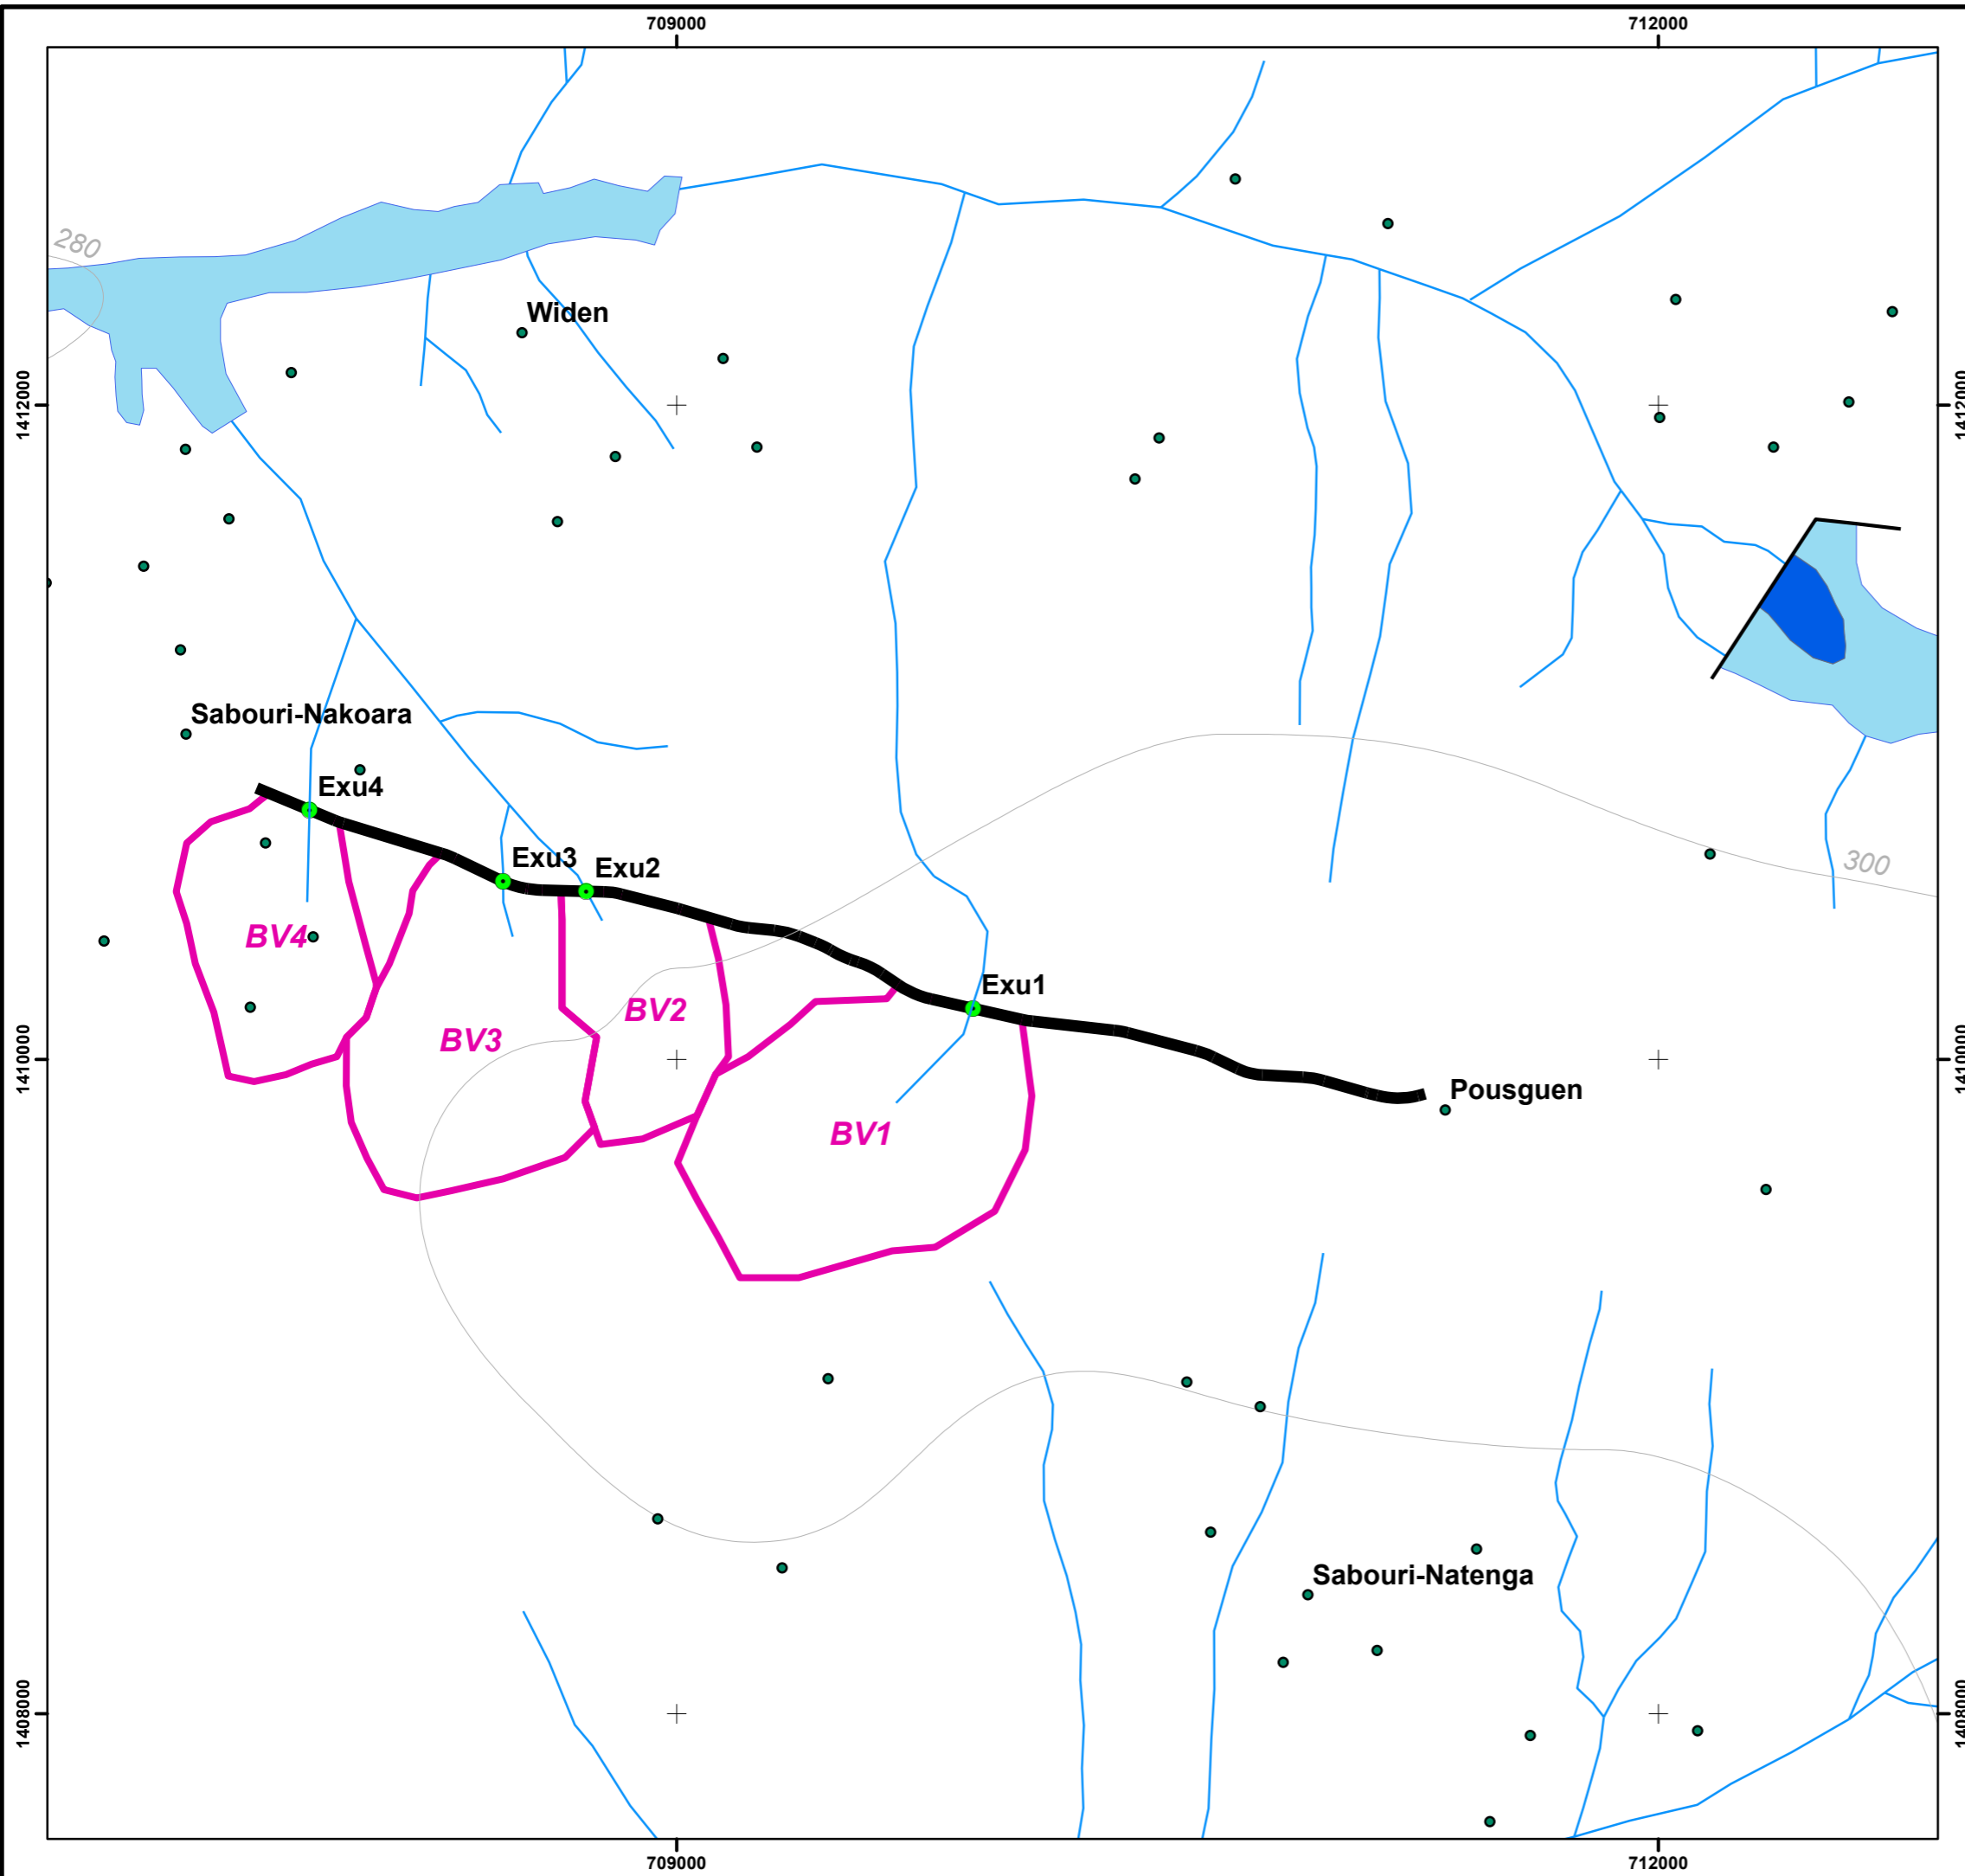 709000
712000
280
Widen
1412000
1412000
Sabouri-Nakoara
Exu4
Exu3
Exu2
300
BV4
Exu1
BV2
BV3
1410000
1410000
Pousguen
BV1
Sabouri-Natenga
1408000
1408000
709000
712000